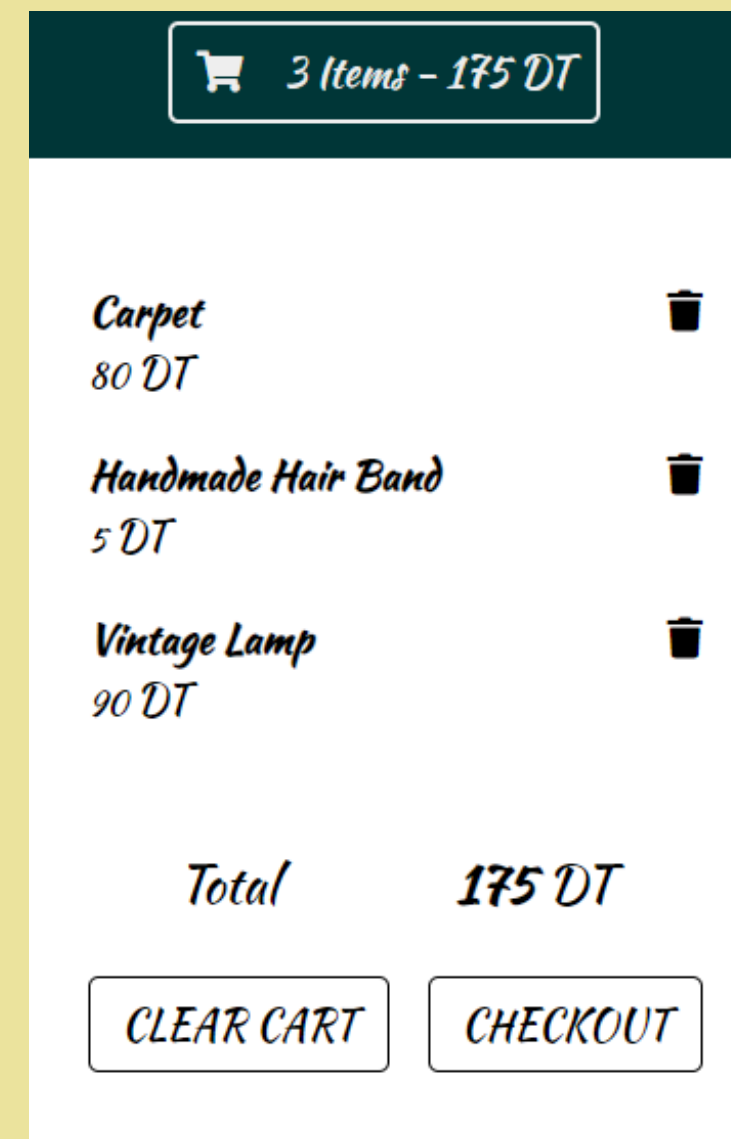 3 Items - 175 DT
Carpet
80 DT
Handmade Hair Band
5 DT
Vintage Lamp
90 DT
Total 175 DT
CLEAR CART CHECKOUT